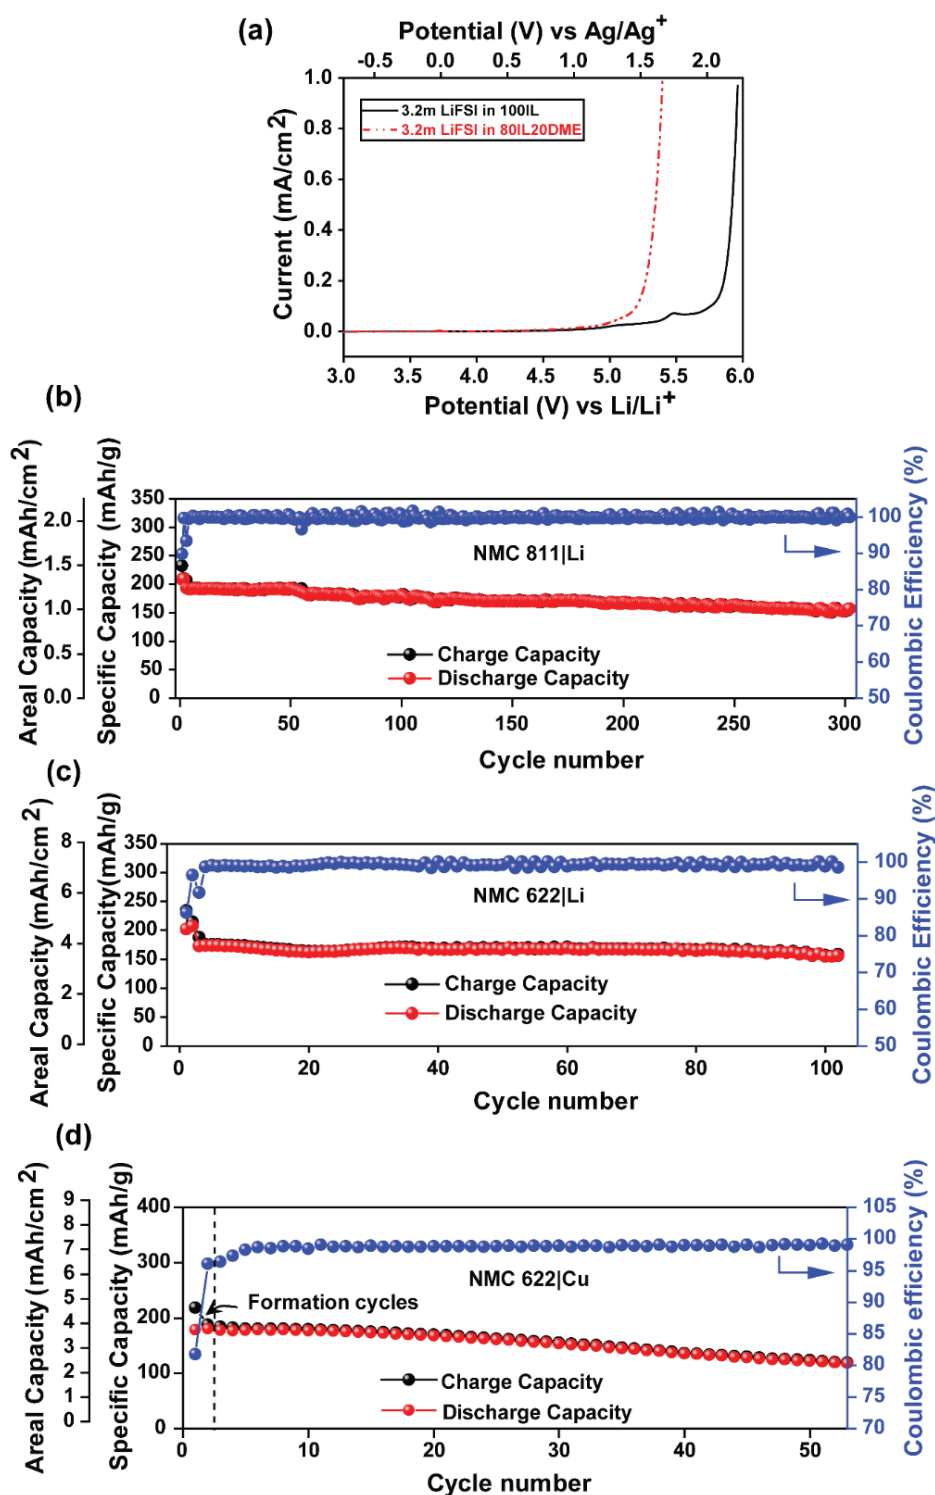 (a)
Potential (V) vs Ag/Ag+
-0.5 0.0 0.5 1.0 1.5 2.0
1.0
0.8
0.6
0.4
0.2
0.0
Current (mA/cm2)
3.2m LiFSI in 100IL
3.2m LiFSI in 80IL20DME
3.0 3.5 4.0 4.5 5.0 5.5 6.0
Potential (V) vs Li/Li+
(b)
Areal Capacity (mAh/cm2)
2.0
1.5
1.0
0.5
0.0
Specific Capacity (mAh/g)
350
300
250
200
150
100
50
0
NMC 811|Li
Charge Capacity
Discharge Capacity
100
90
80
70
60
50
Coulombic Efficiency (%)
0 50 100 150 200 250 300
Cycle number
(c)
Areal Capacity (mAh/cm2)
8
6
4
2
0
Specific Capacity(mAh/g)
350
300
250
200
150
100
50
0
NMC 622|Li
Charge Capacity
Discharge Capacity
100
90
80
70
60
50
Coulombic Efficiency (%)
0 20 40 60 80 100
Cycle number
(d)
Areal Capacity (mAh/cm2)
9
8
7
6
5
4
3
2
1
0
Specific Capacity (mAh/g)
400
300
200
100
0
NMC 622|Cu
Formation cycles
Charge Capacity
Discharge Capacity
105
100
95
90
85
80
75
70
Coulombic efficiency (%)
0 10 20 30 40 50
Cycle number